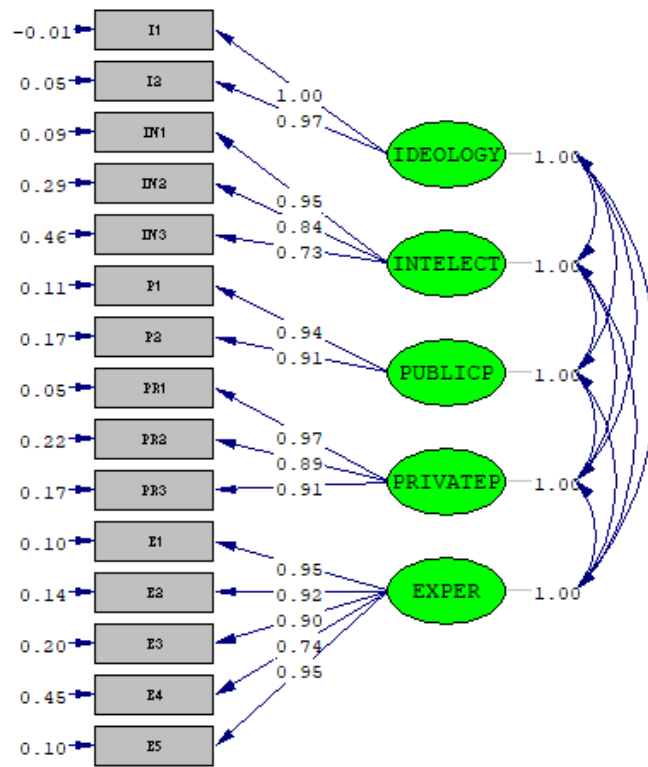 -0.01 I1
0.05 I2
1.00
0.97
0.09 IN1
IDEOLOGY 1.00
0.29 IN2
0.95
0.84
0.73
0.46 IN3
INTELECT 1.00
0.11 P1
0.94
0.91
0.17 P2
PUBLICP 1.00
0.05 PR1
0.97
0.89
0.91
0.22 PR2
PRIVATEP 1.00
0.17 PR3
0.10 E1
0.95
0.92
0.90
0.74
0.95
0.14 E2
EXPER 1.00
0.20 E3
0.45 E4
0.10 E5